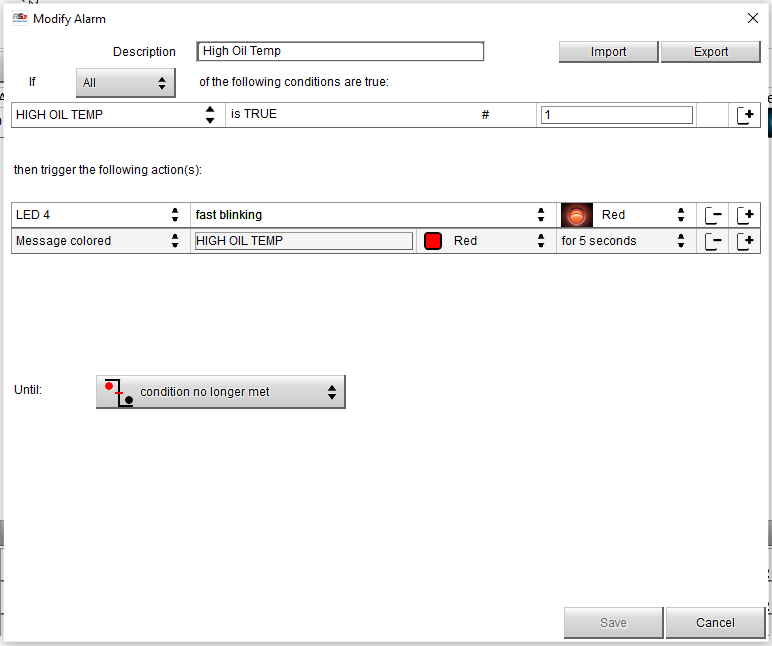 RS3 Modify Alarm
Description High Oil Temp Import Export
If All of the following conditions are true:
HIGH OIL TEMP is TRUE # 1
then trigger the following action(s):
LED 4 fast blinking Red
Message colored HIGH OIL TEMP Red for 5 seconds
Until: condition no longer met
Save Cancel